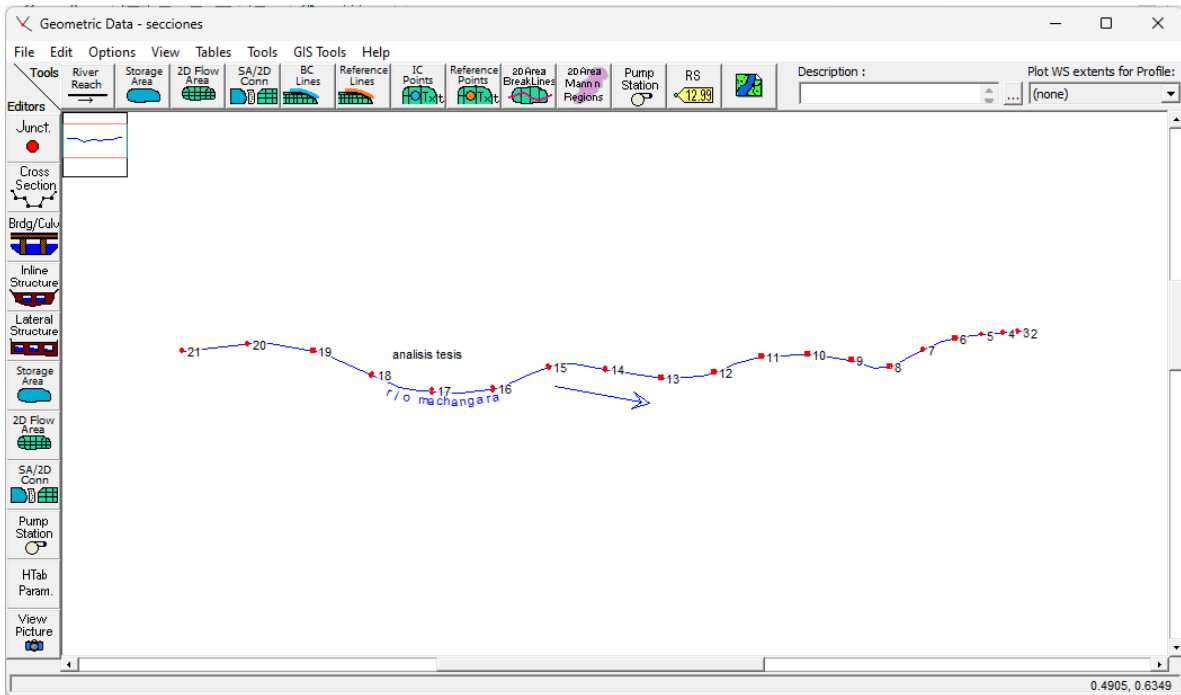 Geometric Data - secciones
File Edit Options View Tables Tools GIS Tools Help
Tools
Editors
River Reach
Storage Area
2D Flow Area
SA/2D Conn
BC Lines
Reference Lines
IC Points
Reference Points
2D Area BreakLines
2D Area Mann n Regions
Pump Station
RS
12.99
Description :
...
Plot WS extents for Profile:
(none)
Junct.
Cross Section
Brdg/Culv
Inline Structure
Lateral Structure
Storage Area
2D Flow Area
SA/2D Conn
Pump Station
HTab Param.
View Picture
21
20
19
analisis tesis
18
17
16
río machangara
15
14
13
12
11
10
9
8
7
6
5
4
32
0.4905, 0.6349